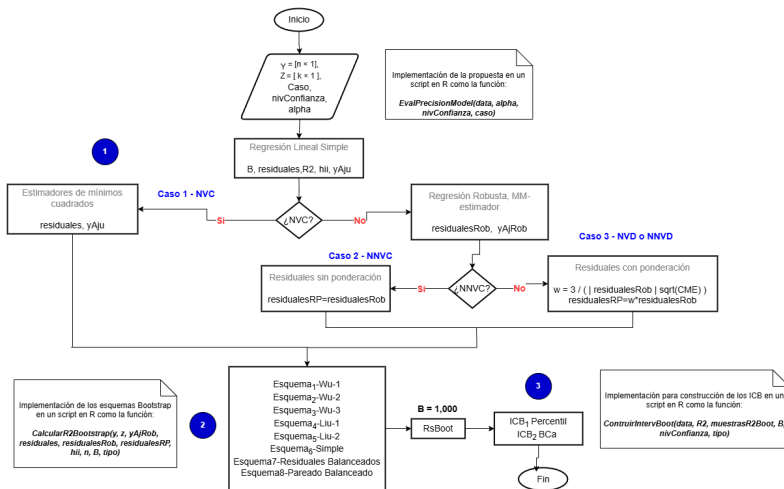 Inicio
Y = [n × 1],
Z = [ k × 1 ],
Caso,
nivConfianza,
alpha
Implementación de la propuesta en un
script en R como la función:
EvalPrecisionModel(data, alpha,
nivConfianza, caso)
1
Regresión Lineal Simple
B, residuales,R2, hii, yAju
Estimadores de mínimos
cuadrados
residuales, yAju
Caso 1 - NVC
Si
¿NVC?
No
Regresión Robusta, MM-
estimador
residualesRob, yAjRob
Caso 3 - NVD o NNVD
Caso 2 - NNVC
Residuales sin ponderación
residualesRP=residualesRob
Si
¿NNVC?
No
Residuales con ponderación
w = 3 / ( | residualesRob | sqrt(CME) )
residualesRP=w*residualesRob
Implementación de los esquemas Bootstrap
en un script en R como la función:
CalcularR2Bootstrap(y, z, yAjRob,
residuales, residualesRob, residualesRP,
hii, n, B, tipo)
2
Esquema1-Wu-1
Esquema2-Wu-2
Esquema3-Wu-3
Esquema4-Liu-1
Esquema5-Liu-2
Esquema6-Simple
Esquema7-Residuales Balanceados
Esquema8-Pareado Balanceado
B = 1,000
RsBoot
3
ICB1 Percentil
ICB2 BCa
Fin
Implementación para construcción de los ICB en un
script en R como la función:
ContruirIntervBoot(data, R2, muestrasR2Boot, B,
nivConfianza, tipo)